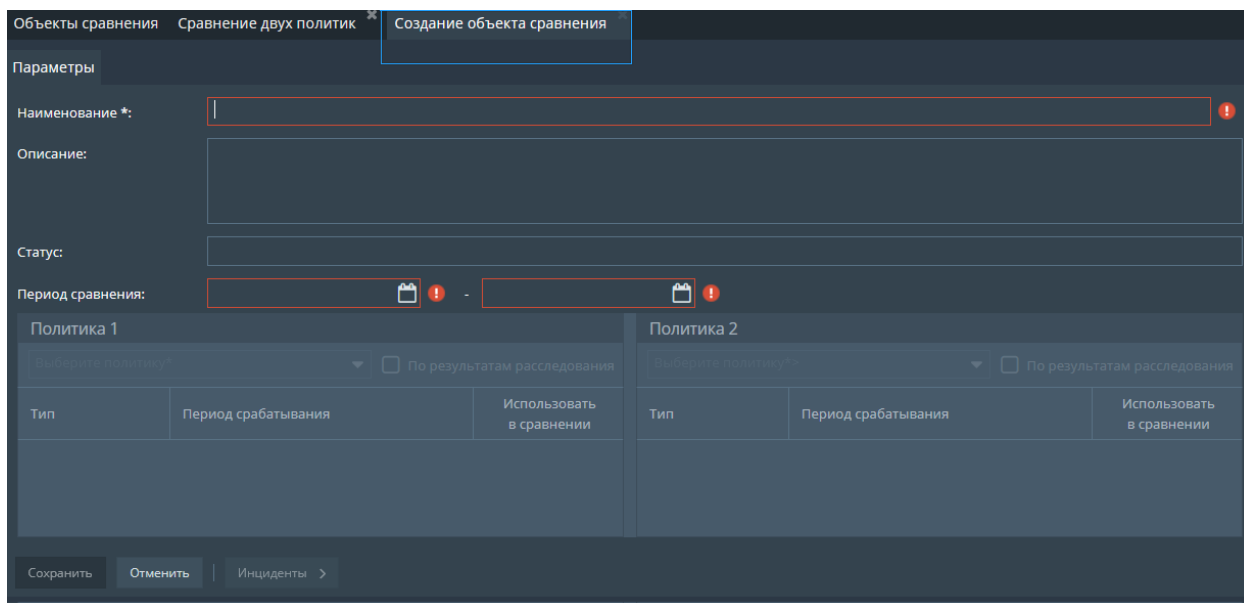 Объекты сравнения Сравнение двух политик Создание объекта сравнения
Параметры
Наименование *:
Описание:
Статус:
Период сравнения: -
Политика 1 Политика 2
Выберите политику* По результатам расследования Выберите политику*> По результатам расследования
Тип Период срабатывания Использовать в сравнении Тип Период срабатывания Использовать в сравнении
Сохранить Отменить Инциденты >